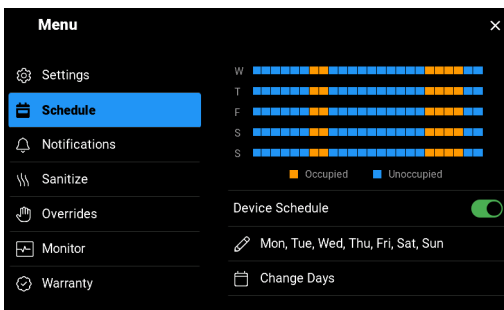 Menu
Settings
Schedule
Notifications
Sanitize
Overrides
Monitor
Warranty
W
T
F
S
S
Occupied Unoccupied
Device Schedule
Mon, Tue, Wed, Thu, Fri, Sat, Sun
Change Days